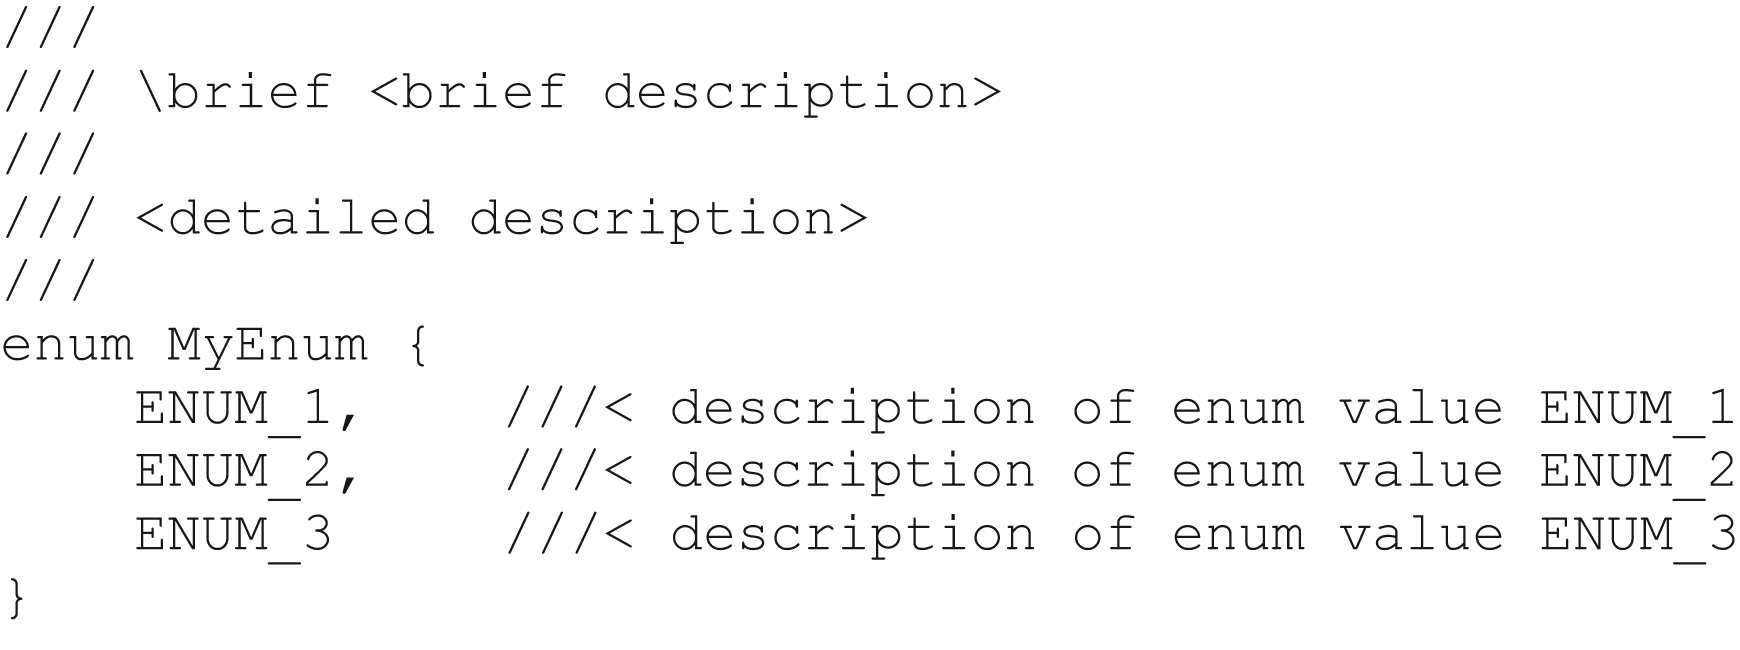 ///
/// \brief <brief description>
///
/// <detailed description>
///
enum MyEnum {
    ENUM_1,    ///< description of enum value ENUM_1
    ENUM_2,    ///< description of enum value ENUM_2
    ENUM_3     ///< description of enum value ENUM_3
}